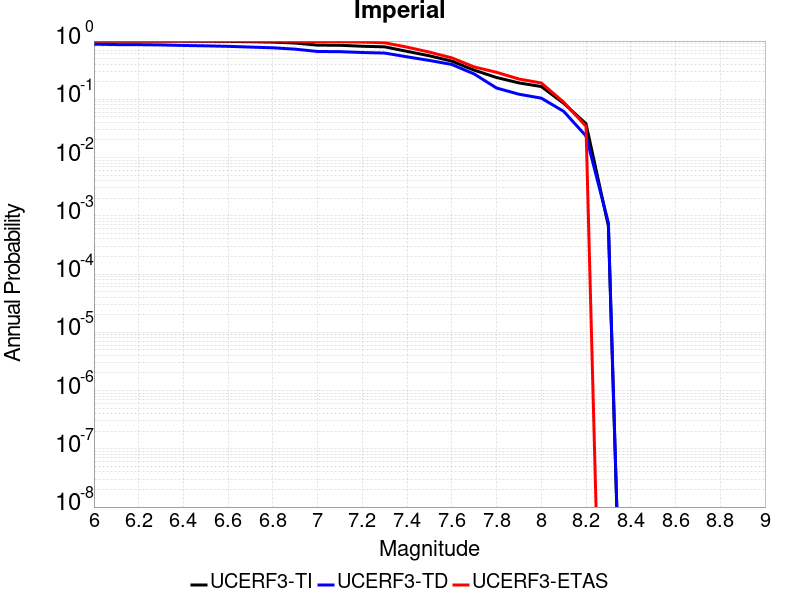 Imperial
10^0
10^-1
10^-2
10^-3
10^-4
10^-5
10^-6
10^-7
10^-8
Annual Probability
6 6.2 6.4 6.6 6.8 7 7.2 7.4 7.6 7.8 8 8.2 8.4 8.6 8.8 9
Magnitude
UCERF3-TI UCERF3-TD UCERF3-ETAS